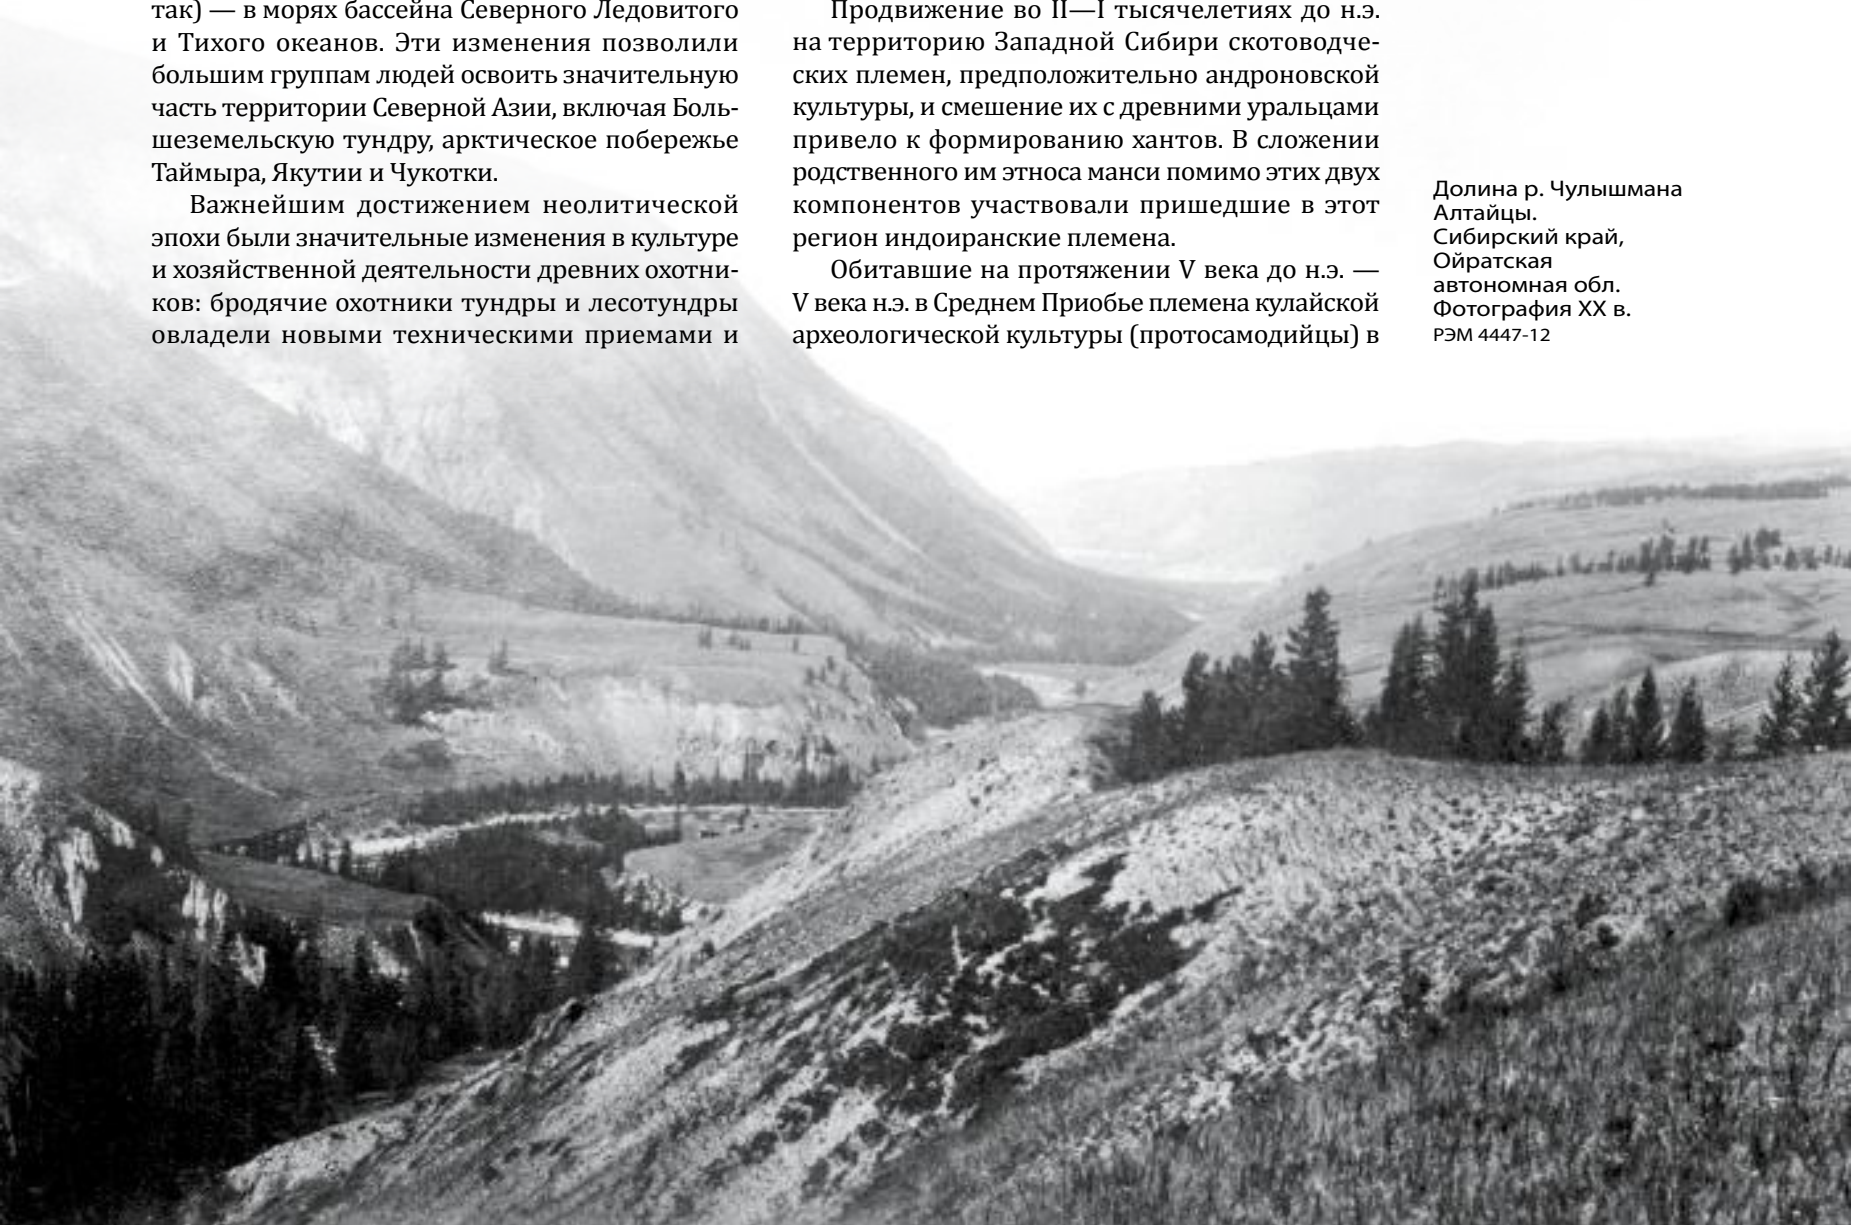 так) — в морях бассейна Северного Ледовитого
и Тихого океанов. Эти изменения позволили
большим группам людей освоить значительную
часть территории Северной Азии, включая Боль-
шеземельскую тундру, арктическое побережье
Таймыра, Якутии и Чукотки.
Важнейшим достижением неолитической
эпохи были значительные изменения в культуре
и хозяйственной деятельности древних охотни-
ков: бродячие охотники тундры и лесотундры
овладели новыми техническими приемами и
Продвижение во II—I тысячелетиях до н.э.
на территорию Западной Сибири скотоводче-
ских племен, предположительно андроновской
культуры, и смешение их с древними уральцами
привело к формированию хантов. В сложении
родственного им этноса манси помимо этих двух
компонентов участвовали пришедшие в этот
регион индоиранские племена.
Обитавшие на протяжении V века до н.э. —
V века н.э. в Среднем Приобье племена кулайской
археологической культуры (протосамодийцы) в
Долина р. Чулышмана
Алтайцы.
Сибирский край,
Ойратская
автономная обл.
Фотография XX в.
РЭМ 4447-12